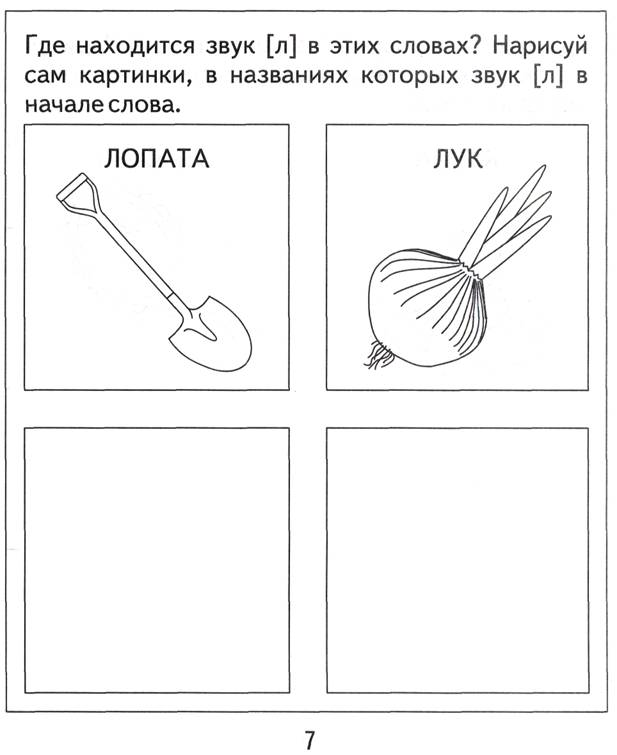 Где находится звук [л] в этих словах? Нарисуй
сам картинки, в названиях которых звук [л] в
начале слова.
ЛОПАТА
ЛУК
7